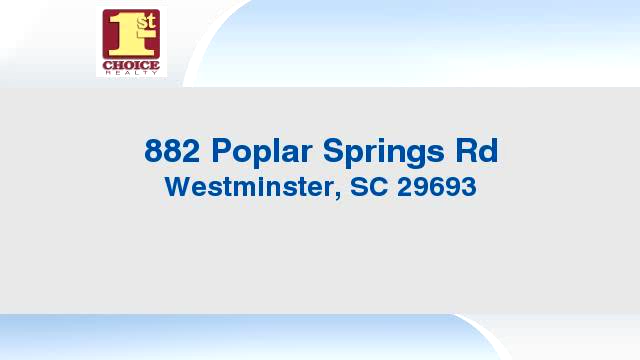 1st
CHOICE
REALTY
882 Poplar Springs Rd
Westminster, SC 29693